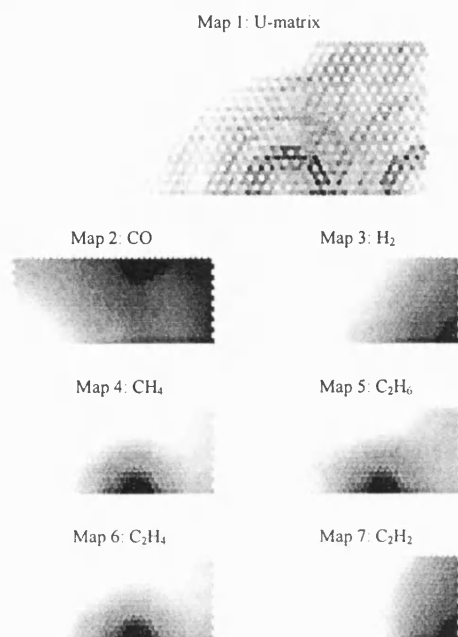 Map 1: U-matrix
Map 2: CO
Map 3: H₂
Map 4: CH₄
Map 5: C₂H₆
Map 6: C₂H₄
Map 7: C₂H₂